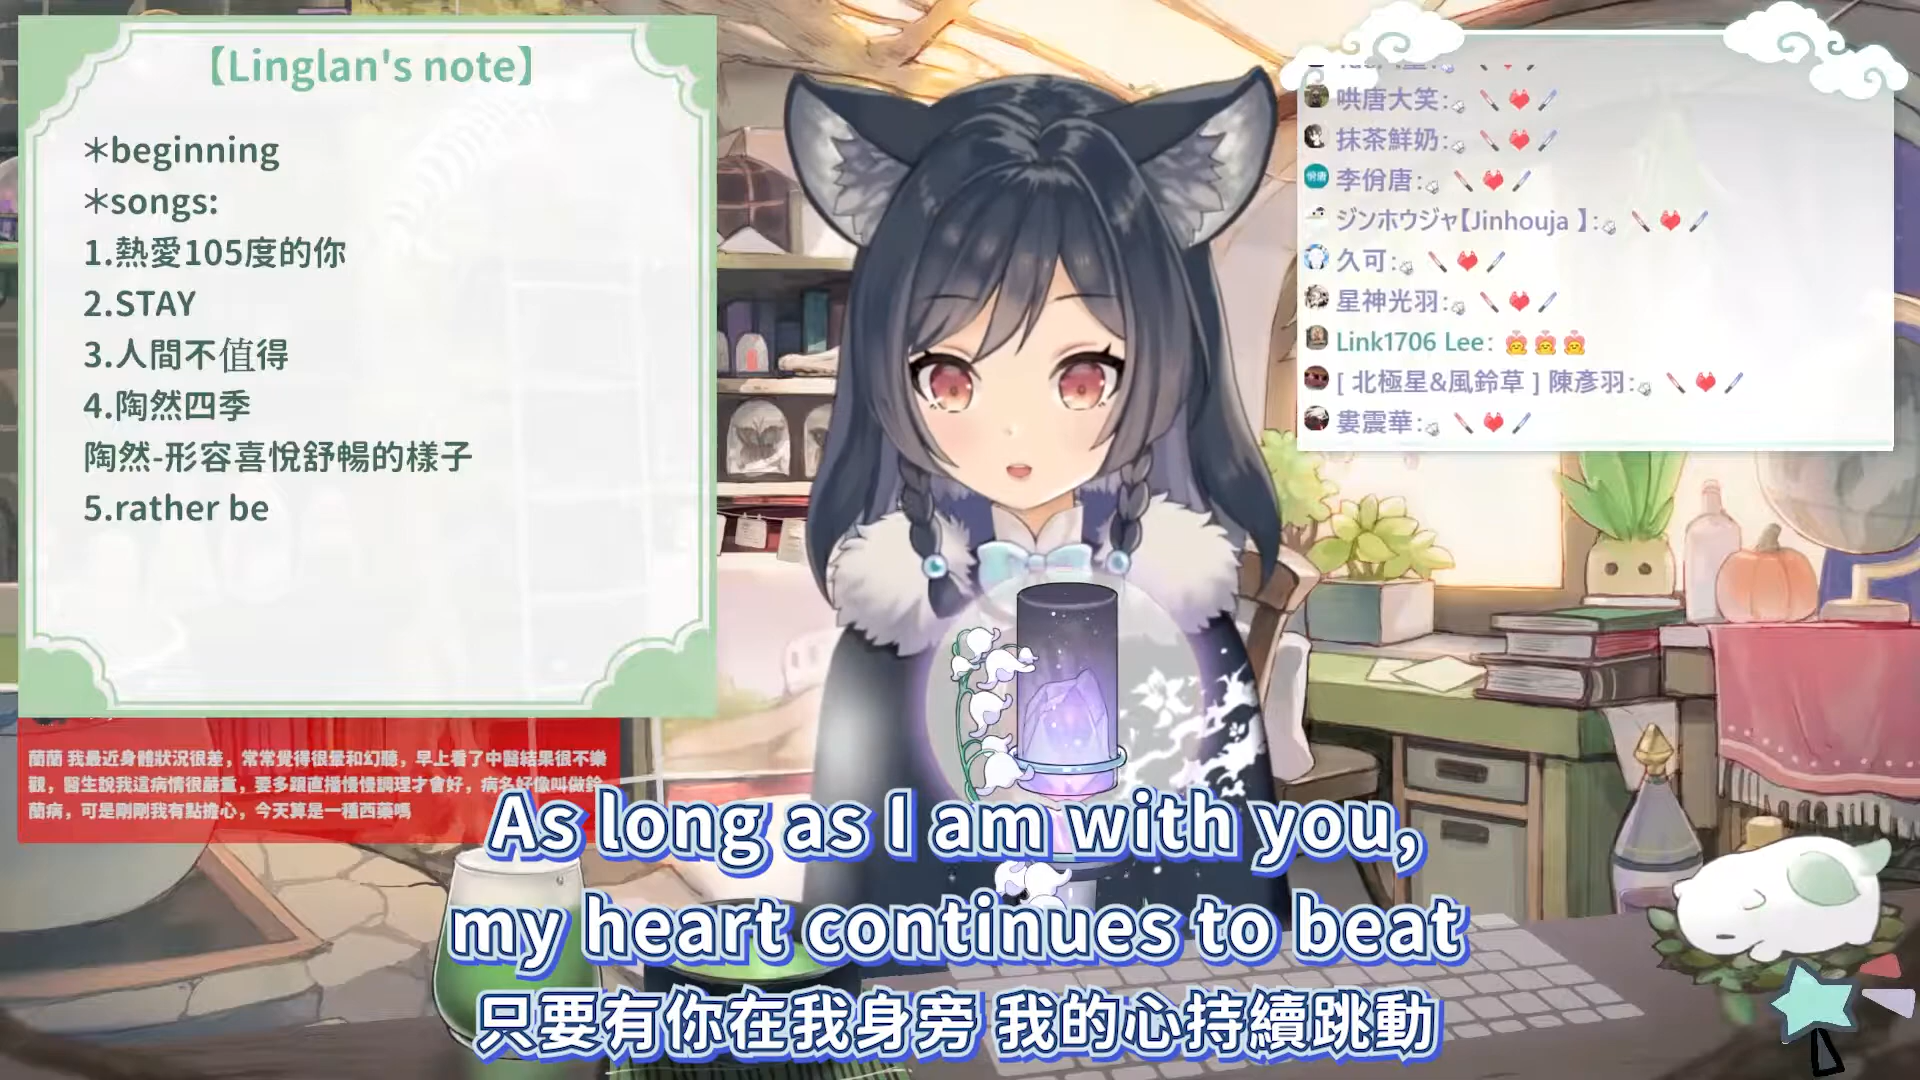 【Linglan's note】
＊beginning
＊songs:
1.熱愛105度的你
2.STAY
3.人間不值得
4.陶然四季
陶然-形容喜悅舒暢的樣子
5.rather be
哄唐大笑:
抹茶鮮奶:
李佾唐:
ジンホウジャ【Jinhouja 】:
久可:
星神光羽:
Link1706 Lee:
[ 北極星&風鈴草 ] 陳彥羽:
婁震華:
蘭蘭 我最近身體狀況很差，常常覺得很暈和幻聽，早上看了中醫結果很不樂
觀，醫生說我這病情很嚴重，要多跟直播慢慢調理才會好，病名好像叫做鈴
蘭病，可是剛剛我有點擔心，今天算是一種西藥嗎
As long as I am with you,
my heart continues to beat
只要有你在我身旁 我的心持續跳動